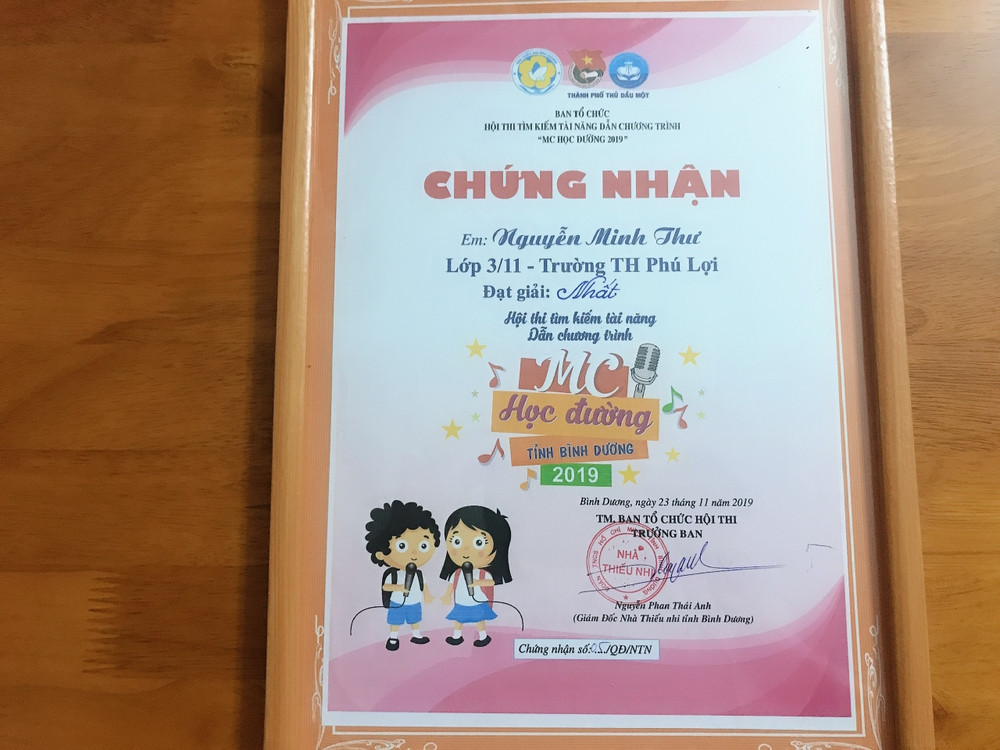 THÀNH PHỐ THỦ DẦU MỘT
BAN TỔ CHỨC
HỘI THI TÌM KIẾM TÀI NĂNG DẪN CHƯƠNG TRÌNH
"MC HỌC ĐƯỜNG 2019"
CHỨNG NHẬN
Em: Nguyễn Minh Thư
Lớp 3/11 - Trường TH Phú Lợi
Đạt giải: Nhất
Hội thi tìm kiếm tài năng
Dẫn chương trình
MC
Học đường
TỈNH BÌNH DƯƠNG
2019
Bình Dương, ngày 23 tháng 11 năm 2019
TM. BAN TỔ CHỨC HỘI THI
TRƯỞNG BAN
NHÀ
THIẾU NHI
Nguyễn Phan Thái Anh
(Giám Đốc Nhà Thiếu nhi tỉnh Bình Dương)
Chứng nhận số: /QĐ/NTN